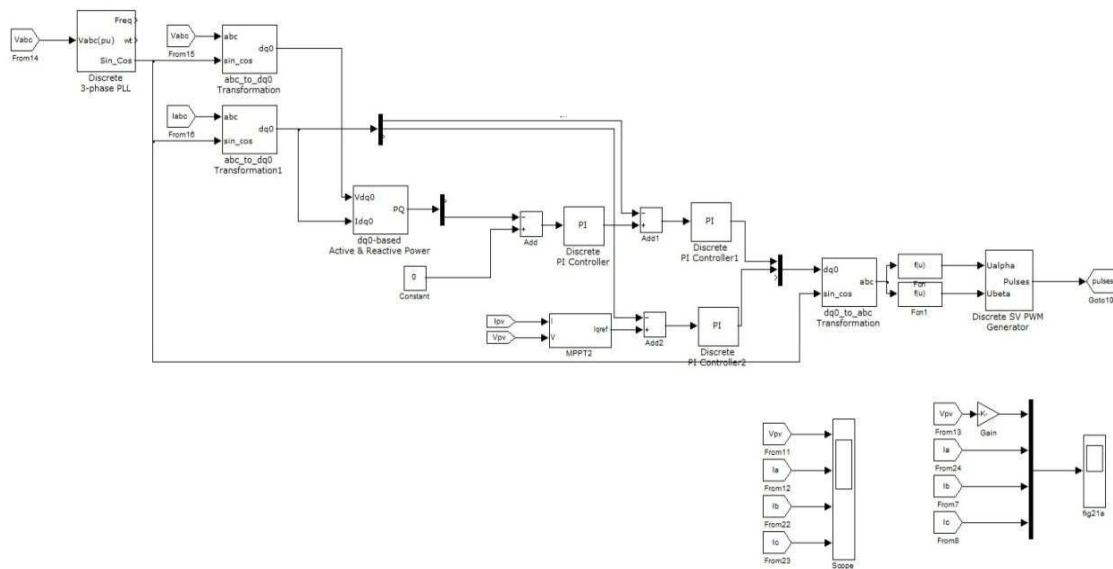 Vabc
From14
Vabc(pu)
Freq
wt
Sin_Cos
Discrete
3-phase PLL
Vabc
From15
abc
sin_cos
dq0
abc_to_dq0
Transformation
Iabc
From16
abc
sin_cos
dq0
abc_to_dq0
Transformation1
Vdq0
Idq0
PQ
dq0-based
Active & Reactive Power
0
Constant
Add
PI
Discrete
PI Controller
Add1
PI
Discrete
PI Controller1
Ipv
Vpv
I
V
Iqref
MPPT2
Add2
PI
Discrete
PI Controller2
dq0
sin_cos
abc
dq0_to_abc
Transformation
f(u)
Fcn
f(u)
Fcn1
Ualpha
Ubeta
Pulses
Discrete SV PWM
Generator
pulses
Goto10
Vpv
From11
Ia
From12
Ib
From22
Ic
From23
Scope
Vpv
From13
K-
Gain
Ia
From24
Ib
From7
Ic
From8
fig21a